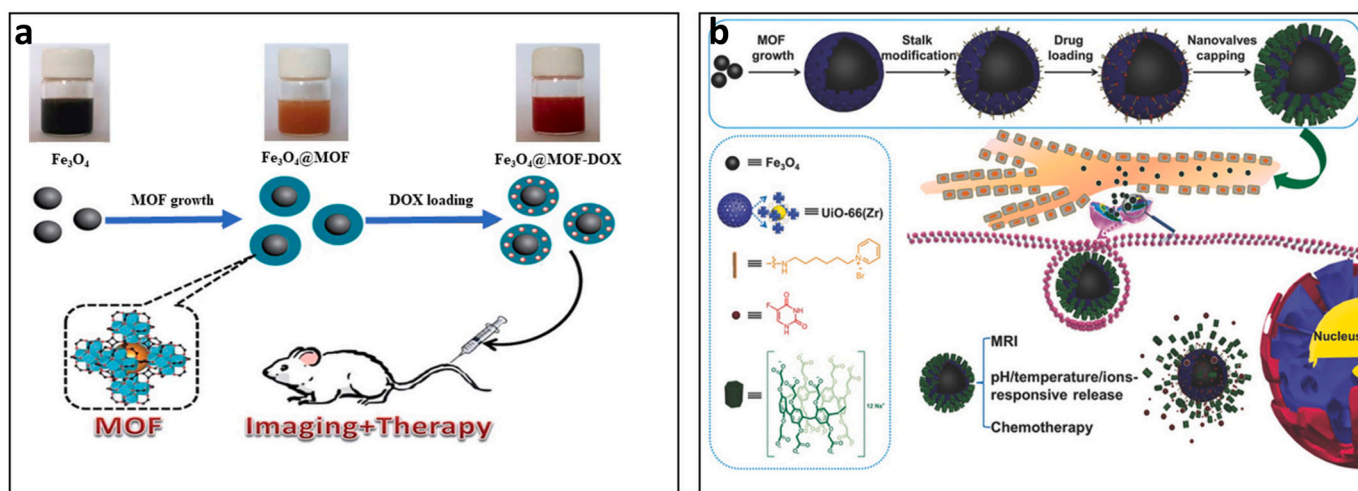 a
Fe₃O₄
Fe₃O₄@MOF
Fe₃O₄@MOF-DOX
MOF growth
DOX loading
MOF
Imaging+Therapy
b
MOF
growth
Stalk
modification
Drug
loading
Nanovalves
capping
≡ Fe₃O₄
≡ UiO-66(Zr)
≡
N
H
N⁺
Br
≡
F
O
NH
N
H
O
≡
12 Na⁺
MRI
pH/temperature/ions-
responsive release
Chemotherapy
Nucleus